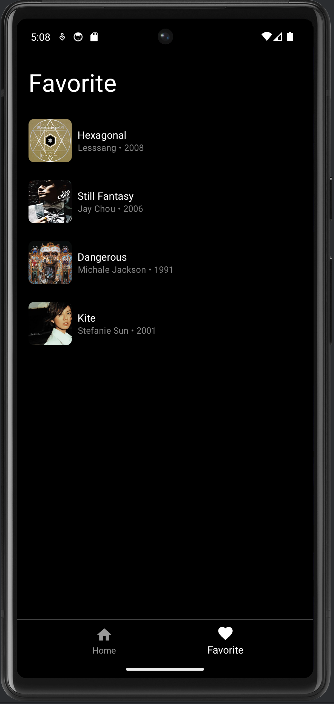 5:08
Favorite
Hexagonal
Lesssang • 2008
Still Fantasy
Jay Chou • 2006
Dangerous
Michale Jackson • 1991
Kite
Stefanie Sun • 2001
Home
Favorite